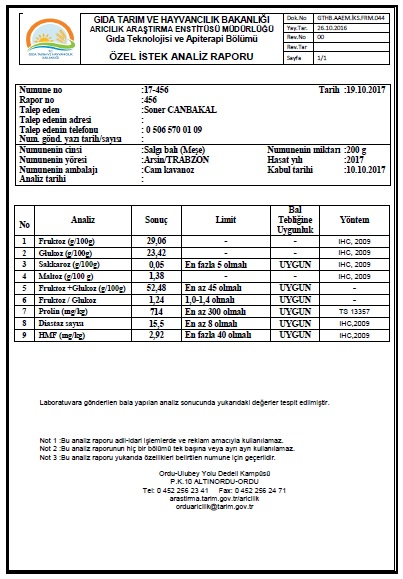 GIDA TARIM VE HAYVANCILIK BAKANLIĞI
ARICILIK ARAŞTIRMA ENSTİTÜSÜ MÜDÜRLÜĞÜ
Gıda Teknolojisi ve Apiterapi Bölümü
ÖZEL İSTEK ANALİZ RAPORU
Dok.No GTHB.AAEM.İKS.FRM.044
Yay.Tar. 26.10.2016
Rev.No 00
Rev.Tar
Sayfa 1/1
Numune no :17-456 Tarih :19.10.2017
Rapor no :456
Talep eden :Soner CANBAKAL
Talep edenin adresi :
Talep edenin telefonu : 0 506 570 01 09
Num. gönd. yazı tarih/sayısı :
Numunenin cinsi :Salgı balı (Meşe) Numunenin miktarı :200 g
Numunenin yöresi :Arsin/TRABZON Hasat yılı :2017
Numunenin ambalajı :Cam kavanoz Kabul tarihi :10.10.2017
Analiz tarihi :
No Analiz Sonuç Limit Bal Tebliğine Uygunluk Yöntem
1 Fruktoz (g/100g) 29,06 - - IHC, 2009
2 Glukoz (g/100g) 23,42 - - IHC, 2009
3 Sakkaroz (g/100g) 0,05 En fazla 5 olmalı UYGUN IHC, 2009
4 Maltoz (g/100 g) 1,38 - - IHC, 2009
5 Fruktoz +Glukoz (g/100g) 52,48 En az 45 olmalı UYGUN -
6 Fruktoz / Glukoz 1,24 1,0-1,4 olmalı UYGUN -
7 Prolin (mg/kg) 714 En az 300 olmalı UYGUN TS 13357
8 Diastaz sayısı 15,5 En az 8 olmalı UYGUN IHC,2009
9 HMF (mg/kg) 2,92 En fazla 40 olmalı UYGUN IHC,2009
Laboratuvara gönderilen bala yapılan analiz sonucunda yukarıdaki değerler tespit edilmiştir.
Not 1 :Bu analiz raporu adli-idari işlemlerde ve reklam amacıyla kullanılamaz.
Not 2 :Bu analiz raporunun hiç bir bölümü tek başına veya ayrı ayrı kullanılamaz.
Not 3 :Bu analiz raporu yukarıda özellikleri belirtilen numune için geçerlidir.
Ordu-Ulubey Yolu Dedeli Kampüsü
P.K.10 ALTINORDU-ORDU
Tel: 0 452 256 23 41 Fax: 0 452 256 24 71
arastirma.tarim.gov.tr/aricilik
orduaricilik@tarim.gov.tr